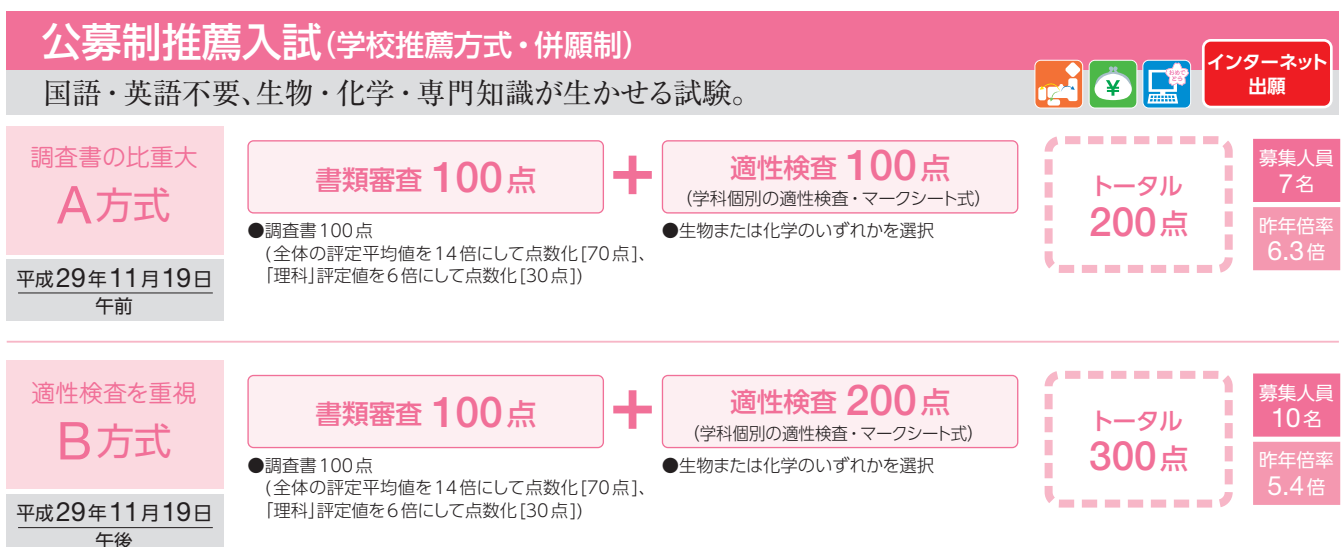 公募制推薦入試(学校推薦方式・併願制)
国語・英語不要、生物・化学・専門知識が生かせる試験。
¥
おめで
とう
インターネット
出願
調査書の比重大
A方式
平成29年11月19日
午前
書類審査 100点
●調査書100点
(全体の評定平均値を14倍にして点数化[70点]、
「理科」評定値を6倍にして点数化[30点])
+
適性検査 100点
(学科個別の適性検査・マークシート式)
●生物または化学のいずれかを選択
トータル
200点
募集人員
7名
昨年倍率
6.3倍
適性検査を重視
B方式
平成29年11月19日
午後
書類審査 100点
●調査書100点
(全体の評定平均値を14倍にして点数化[70点]、
「理科」評定値を6倍にして点数化[30点])
+
適性検査 200点
(学科個別の適性検査・マークシート式)
●生物または化学のいずれかを選択
トータル
300点
募集人員
10名
昨年倍率
5.4倍